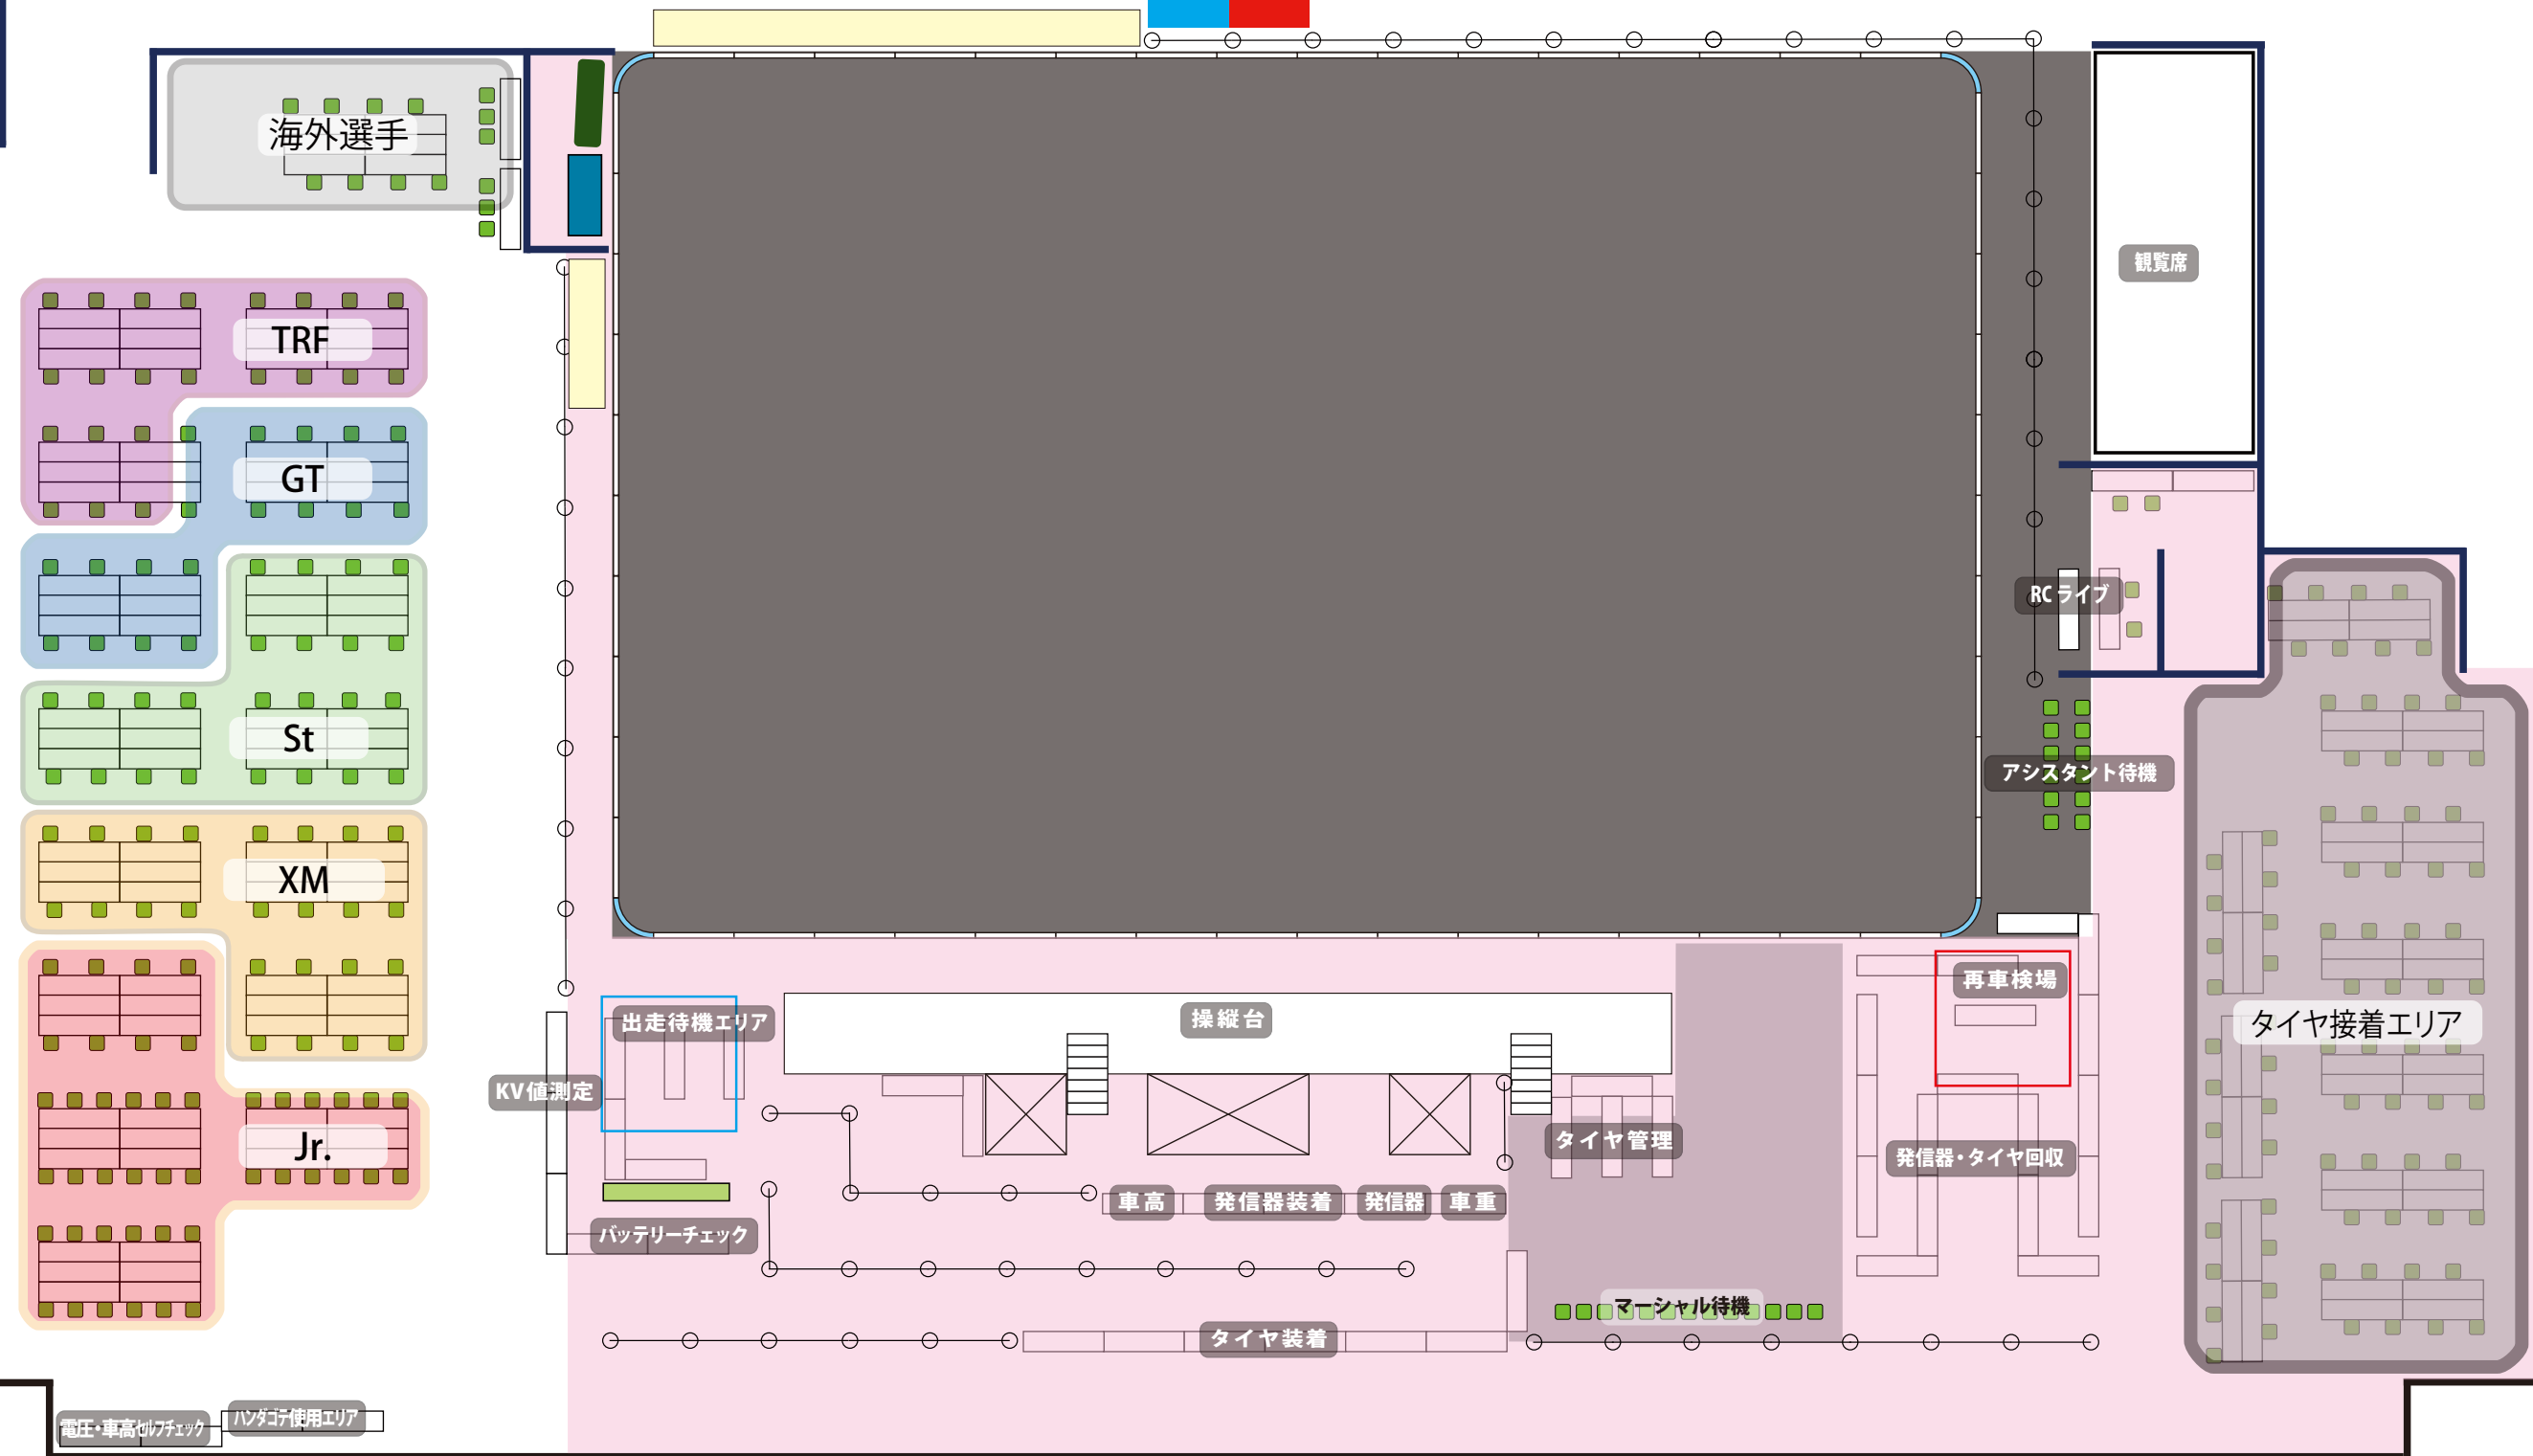 海外選手
観覧席
TRF
GT
RCライブ
St
アシスタント待機
XM
再車検場
出走待機エリア
操縦台
タイヤ接着エリア
KV値測定
タイヤ管理
Jr.
発信器・タイヤ回収
車高
発信器装着
発信器
車重
バッテリーチェック
マーシャル待機
タイヤ装着
電圧・車高セルフチェック
ハンダゴテ使用エリア